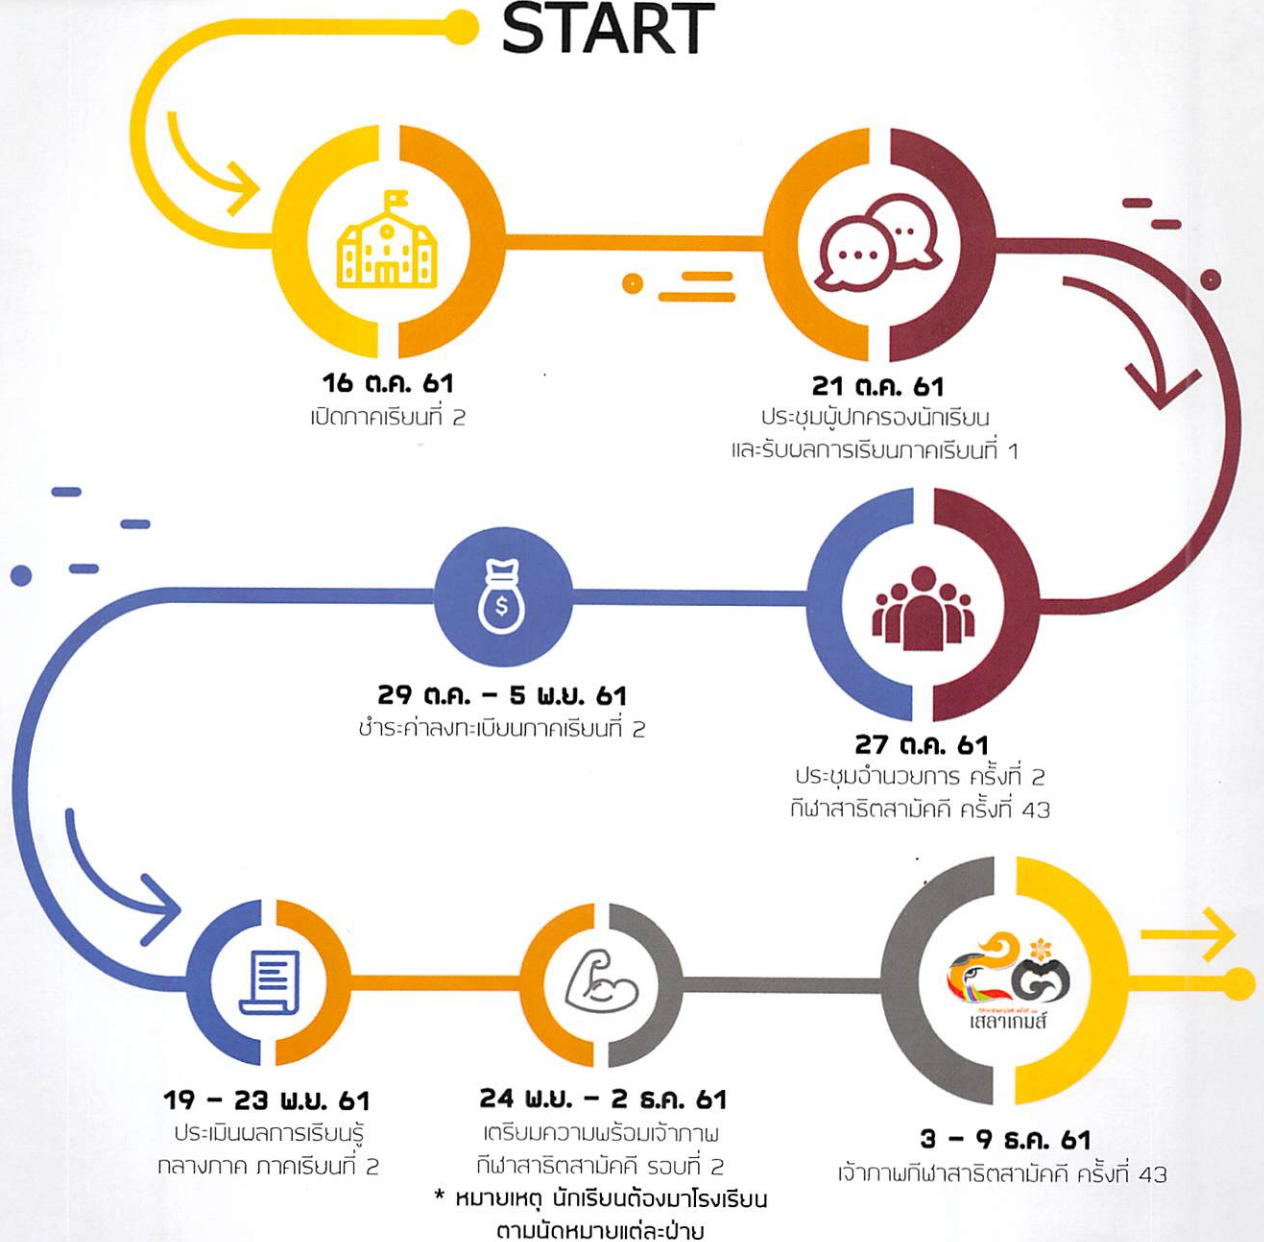 START
16 ต.ค. 61
เปิดภาคเรียนที่ 2
21 ต.ค. 61
ประชุมผู้ปกครองนักเรียน
และรับผลการเรียนภาคเรียนที่ 1
27 ต.ค. 61
ประชุมอำนวยการ ครั้งที่ 2
กีฬาสาธิตสามัคคี ครั้งที่ 43
$
29 ต.ค. – 5 พ.ย. 61
ชำระค่าลงทะเบียนภาคเรียนที่ 2
19 – 23 พ.ย. 61
ประเมินผลการเรียนรู้
กลางภาค ภาคเรียนที่ 2
24 พ.ย. – 2 ธ.ค. 61
เตรียมความพร้อมเจ้าภาพ
กีฬาสาธิตสามัคคี รอบที่ 2
* หมายเหตุ นักเรียนต้องมาโรงเรียน
ตามนัดหมายแต่ละฝ่าย
เสลาเกมส์
3 – 9 ธ.ค. 61
เจ้าภาพกีฬาสาธิตสามัคคี ครั้งที่ 43